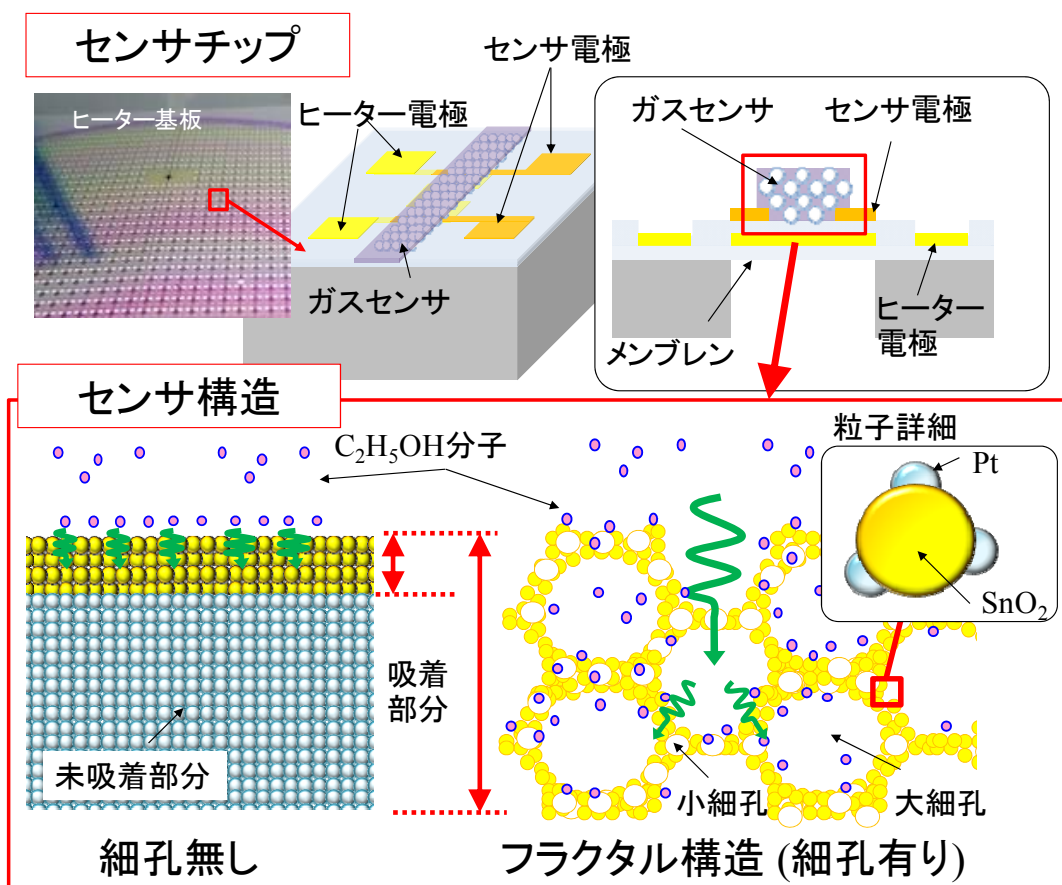 センサチップ
ヒーター基板
ヒーター電極
センサ電極
ガスセンサ
ガスセンサ
センサ電極
メンブレン
ヒーター
電極
センサ構造
C₂H₅OH分子
粒子詳細
Pt
SnO₂
吸着
部分
未吸着部分
小細孔
大細孔
細孔無し
フラクタル構造 (細孔有り)